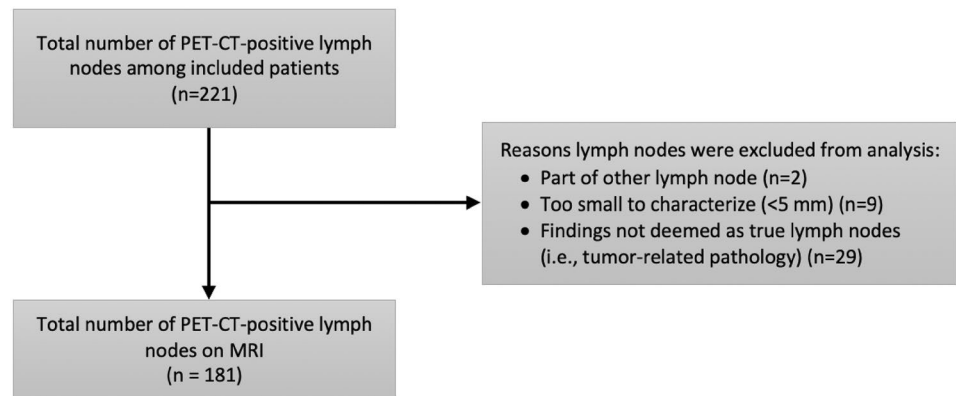 Total number of PET-CT-positive lymph
nodes among included patients
(n=221)
Reasons lymph nodes were excluded from analysis:
• Part of other lymph node (n=2)
• Too small to characterize (<5 mm) (n=9)
• Findings not deemed as true lymph nodes
(i.e., tumor-related pathology) (n=29)
Total number of PET-CT-positive lymph
nodes on MRI
(n = 181)